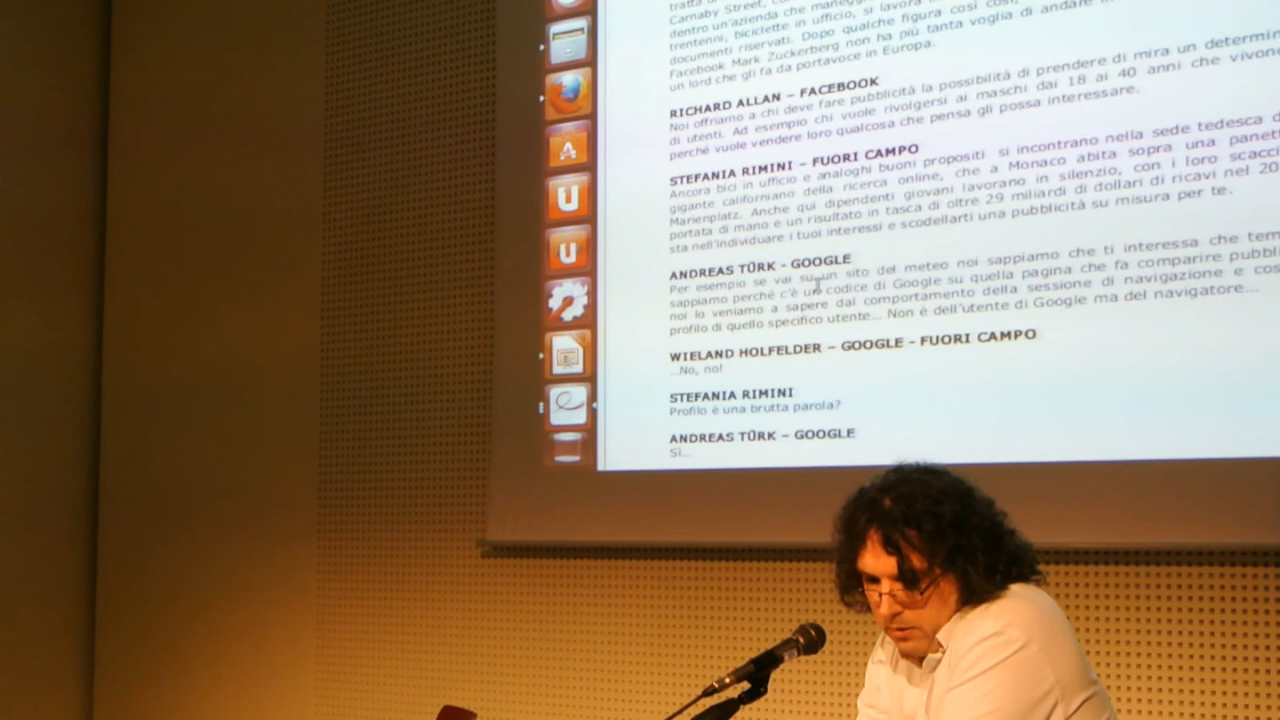 tratta di
Carnaby Street, co
dentro un'azienda che maneggi
trentenni, biciclette in ufficio, si lavora
documenti riservati. Dopo qualche figura così così,
Facebook Mark Zuckerberg non ha più tanta voglia di andare
un lord che gli fa da portavoce in Europa.
RICHARD ALLAN – FACEBOOK
Noi offriamo a chi deve fare pubblicità la possibilità di prendere di mira un determin
di utenti. Ad esempio chi vuole rivolgersi ai maschi dai 18 ai 40 anni che vivono
perché vuole vendere loro qualcosa che pensa gli possa interessare.
STEFANIA RIMINI – FUORI CAMPO
Ancora bici in ufficio e analoghi buoni propositi si incontrano nella sede tedesca d
gigante californiano della ricerca online, che a Monaco abita sopra una panett
Marienplatz. Anche qui dipendenti giovani lavorano in silenzio, con i loro scacci
portata di mano e un risultato in tasca di oltre 29 miliardi di dollari di ricavi nel 20
sta nell'individuare i tuoi interessi e scodellarti una pubblicità su misura per te.
ANDREAS TÜRK - GOOGLE
Per esempio se vai su un sito del meteo noi sappiamo che ti interessa che tem
sappiamo perché c'è un codice di Google su quella pagina che fa comparire pubbli
noi lo veniamo a sapere dal comportamento della sessione di navigazione e cos
profilo di quello specifico utente... Non è dell'utente di Google ma del navigatore...
WIELAND HOLFELDER – GOOGLE - FUORI CAMPO
...No, no!
STEFANIA RIMINI
Profilo è una brutta parola?
ANDREAS TÜRK – GOOGLE
Sì...